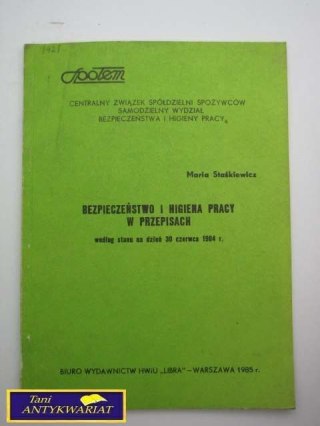 społem
CENTRALNY ZWIĄZEK SPÓŁDZIELNI SPOŻYWCÓW
SAMODZIELNY WYDZIAŁ
BEZPIECZEŃSTWA I HIGIENY PRACY
Maria Staśkiewicz
BEZPIECZEŃSTWO I HIGIENA PRACY
W PRZEPISACH
według stanu na dzień 30 czerwca 1984 r.
BIURO WYDAWNICTW HWiU „LIBRA" – WARSZAWA 1985 r.
Tani
ANTYKWARIAT